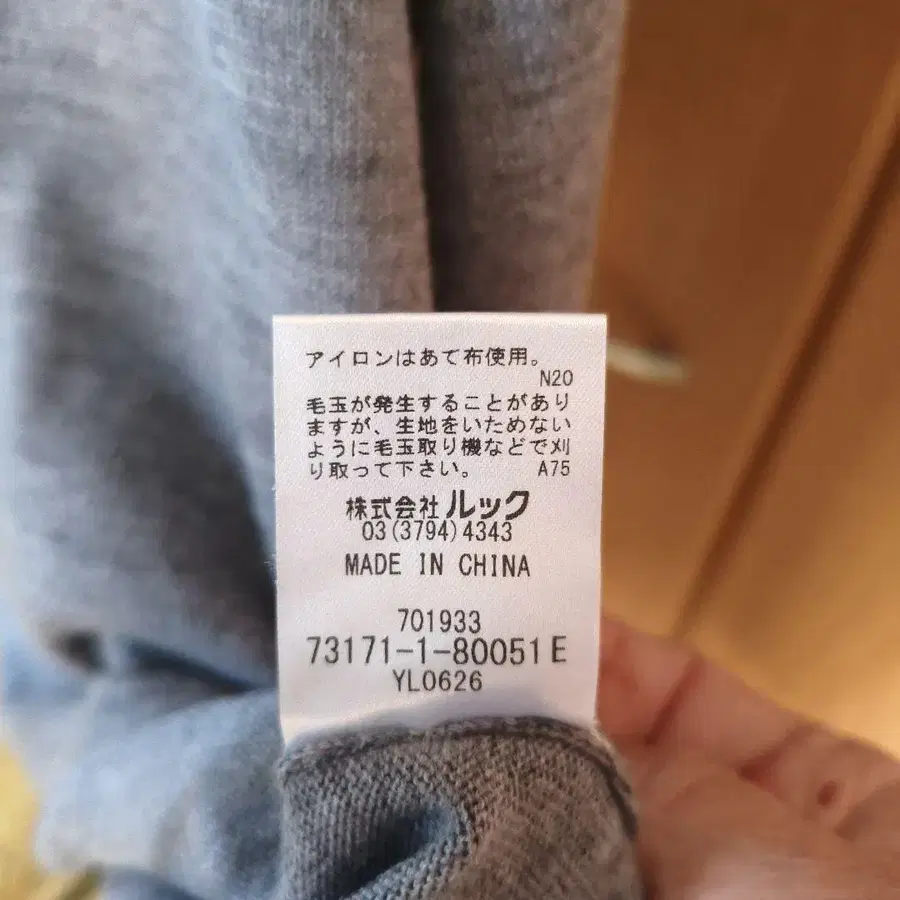 アイロンはあて布使用。
N20
毛玉が発生することがあり
ますが、生地をいためない
ように毛玉取り機などで刈
り取って下さい。 A75
株式会社ルック
03(3794)4343
MADE IN CHINA
701933
73171-1-80051E
YL0626